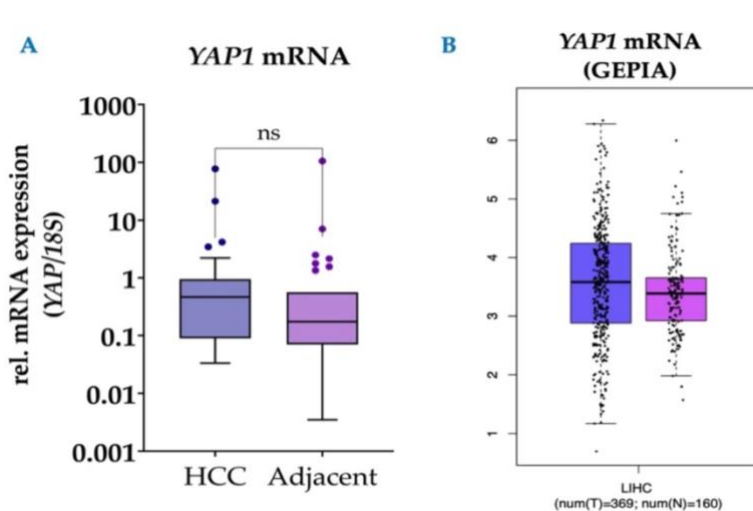 A
YAP1 mRNA
rel. mRNA expression
(YAP/18S)
1000
100
10
1
0.1
0.01
0.001
ns
HCC Adjacent
B
YAP1 mRNA
(GEPIA)
6
5
4
3
2
1
LIHC
(num(T)=369; num(N)=160)